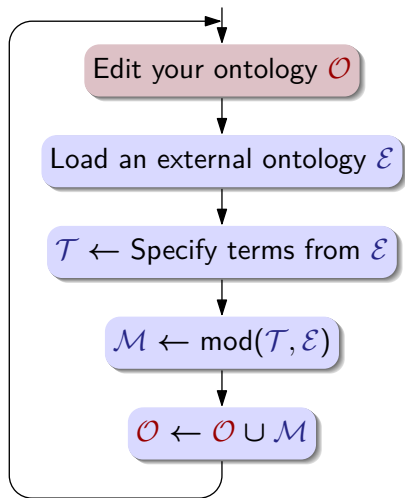 Edit your ontology 𝒪
Load an external ontology ℰ
𝒯 ← Specify terms from ℰ
ℳ ← mod(𝒯, ℰ)
𝒪 ← 𝒪 ∪ ℳ